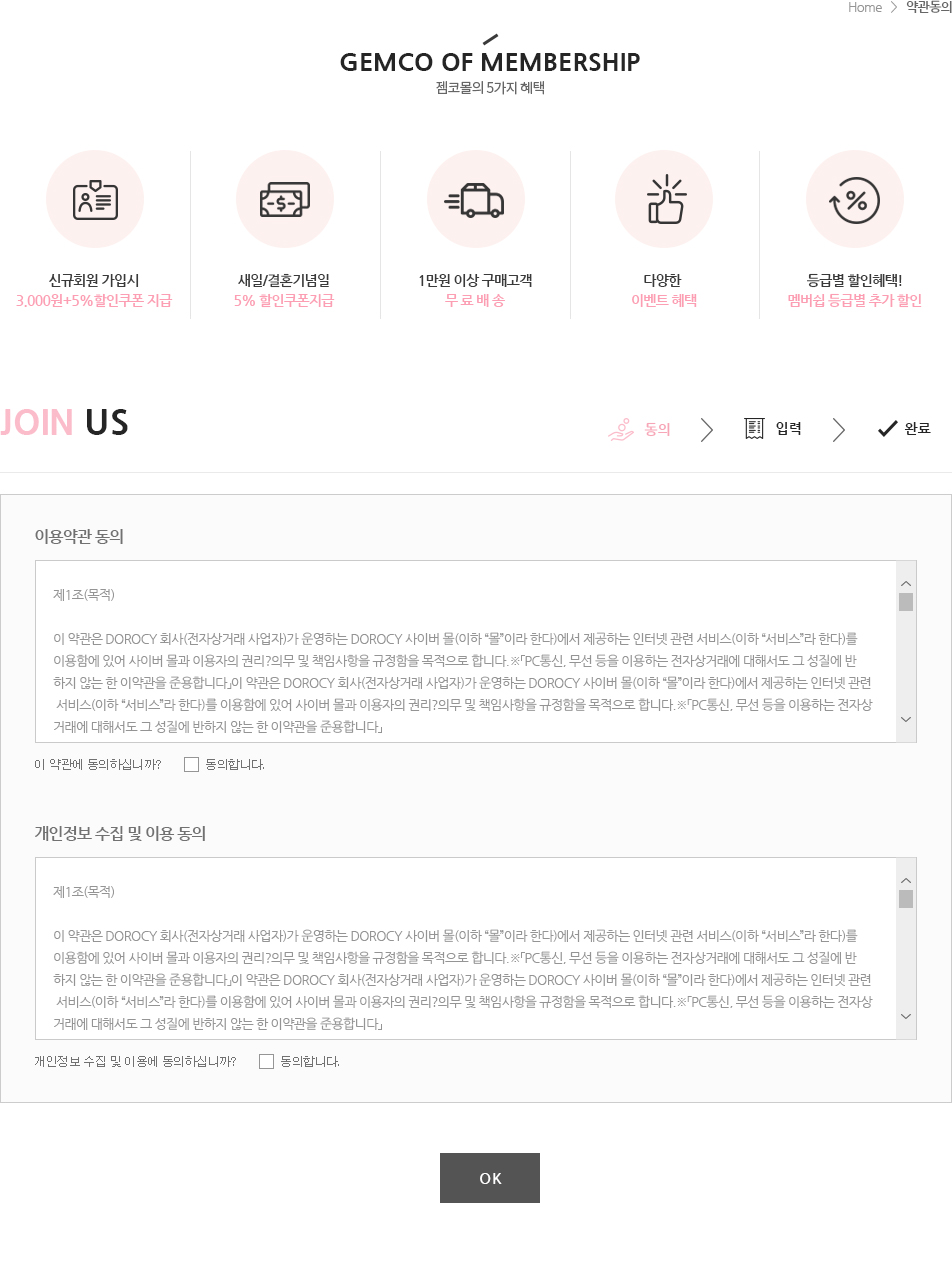 Home > 약관동의
GEMCO OF MEMBERSHIP
젬코몰의 5가지 혜택
신규회원 가입시
3,000원+5%할인쿠폰 지급
새일/결혼기념일
5% 할인쿠폰지급
1만원 이상 구매고객
무 료 배 송
다양한
이벤트 혜택
등급별 할인혜택!
멤버쉽 등급별 추가 할인
JOIN US
동의
입력
완료
이용약관 동의
제1조(목적)
이 약관은 DOROCY 회사(전자상거래 사업자)가 운영하는 DOROCY 사이버 몰(이하 “몰”이라 한다)에서 제공하는 인터넷 관련 서비스(이하 “서비스”라 한다)를
이용함에 있어 사이버 몰과 이용자의 권리?의무 및 책임사항을 규정함을 목적으로 합니다.※「PC통신, 무선 등을 이용하는 전자상거래에 대해서도 그 성질에 반
하지 않는 한 이약관을 준용합니다」이 약관은 DOROCY 회사(전자상거래 사업자)가 운영하는 DOROCY 사이버 몰(이하 “몰”이라 한다)에서 제공하는 인터넷 관련
서비스(이하 “서비스”라 한다)를 이용함에 있어 사이버 몰과 이용자의 권리?의무 및 책임사항을 규정함을 목적으로 합니다.※「PC통신, 무선 등을 이용하는 전자상
거래에 대해서도 그 성질에 반하지 않는 한 이약관을 준용합니다」
이 약관에 동의하십니까? 동의합니다.
개인정보 수집 및 이용 동의
제1조(목적)
이 약관은 DOROCY 회사(전자상거래 사업자)가 운영하는 DOROCY 사이버 몰(이하 “몰”이라 한다)에서 제공하는 인터넷 관련 서비스(이하 “서비스”라 한다)를
이용함에 있어 사이버 몰과 이용자의 권리?의무 및 책임사항을 규정함을 목적으로 합니다.※「PC통신, 무선 등을 이용하는 전자상거래에 대해서도 그 성질에 반
하지 않는 한 이약관을 준용합니다」이 약관은 DOROCY 회사(전자상거래 사업자)가 운영하는 DOROCY 사이버 몰(이하 “몰”이라 한다)에서 제공하는 인터넷 관련
서비스(이하 “서비스”라 한다)를 이용함에 있어 사이버 몰과 이용자의 권리?의무 및 책임사항을 규정함을 목적으로 합니다.※「PC통신, 무선 등을 이용하는 전자상
거래에 대해서도 그 성질에 반하지 않는 한 이약관을 준용합니다」
개인정보 수집 및 이용에 동의하십니까? 동의합니다.
OK